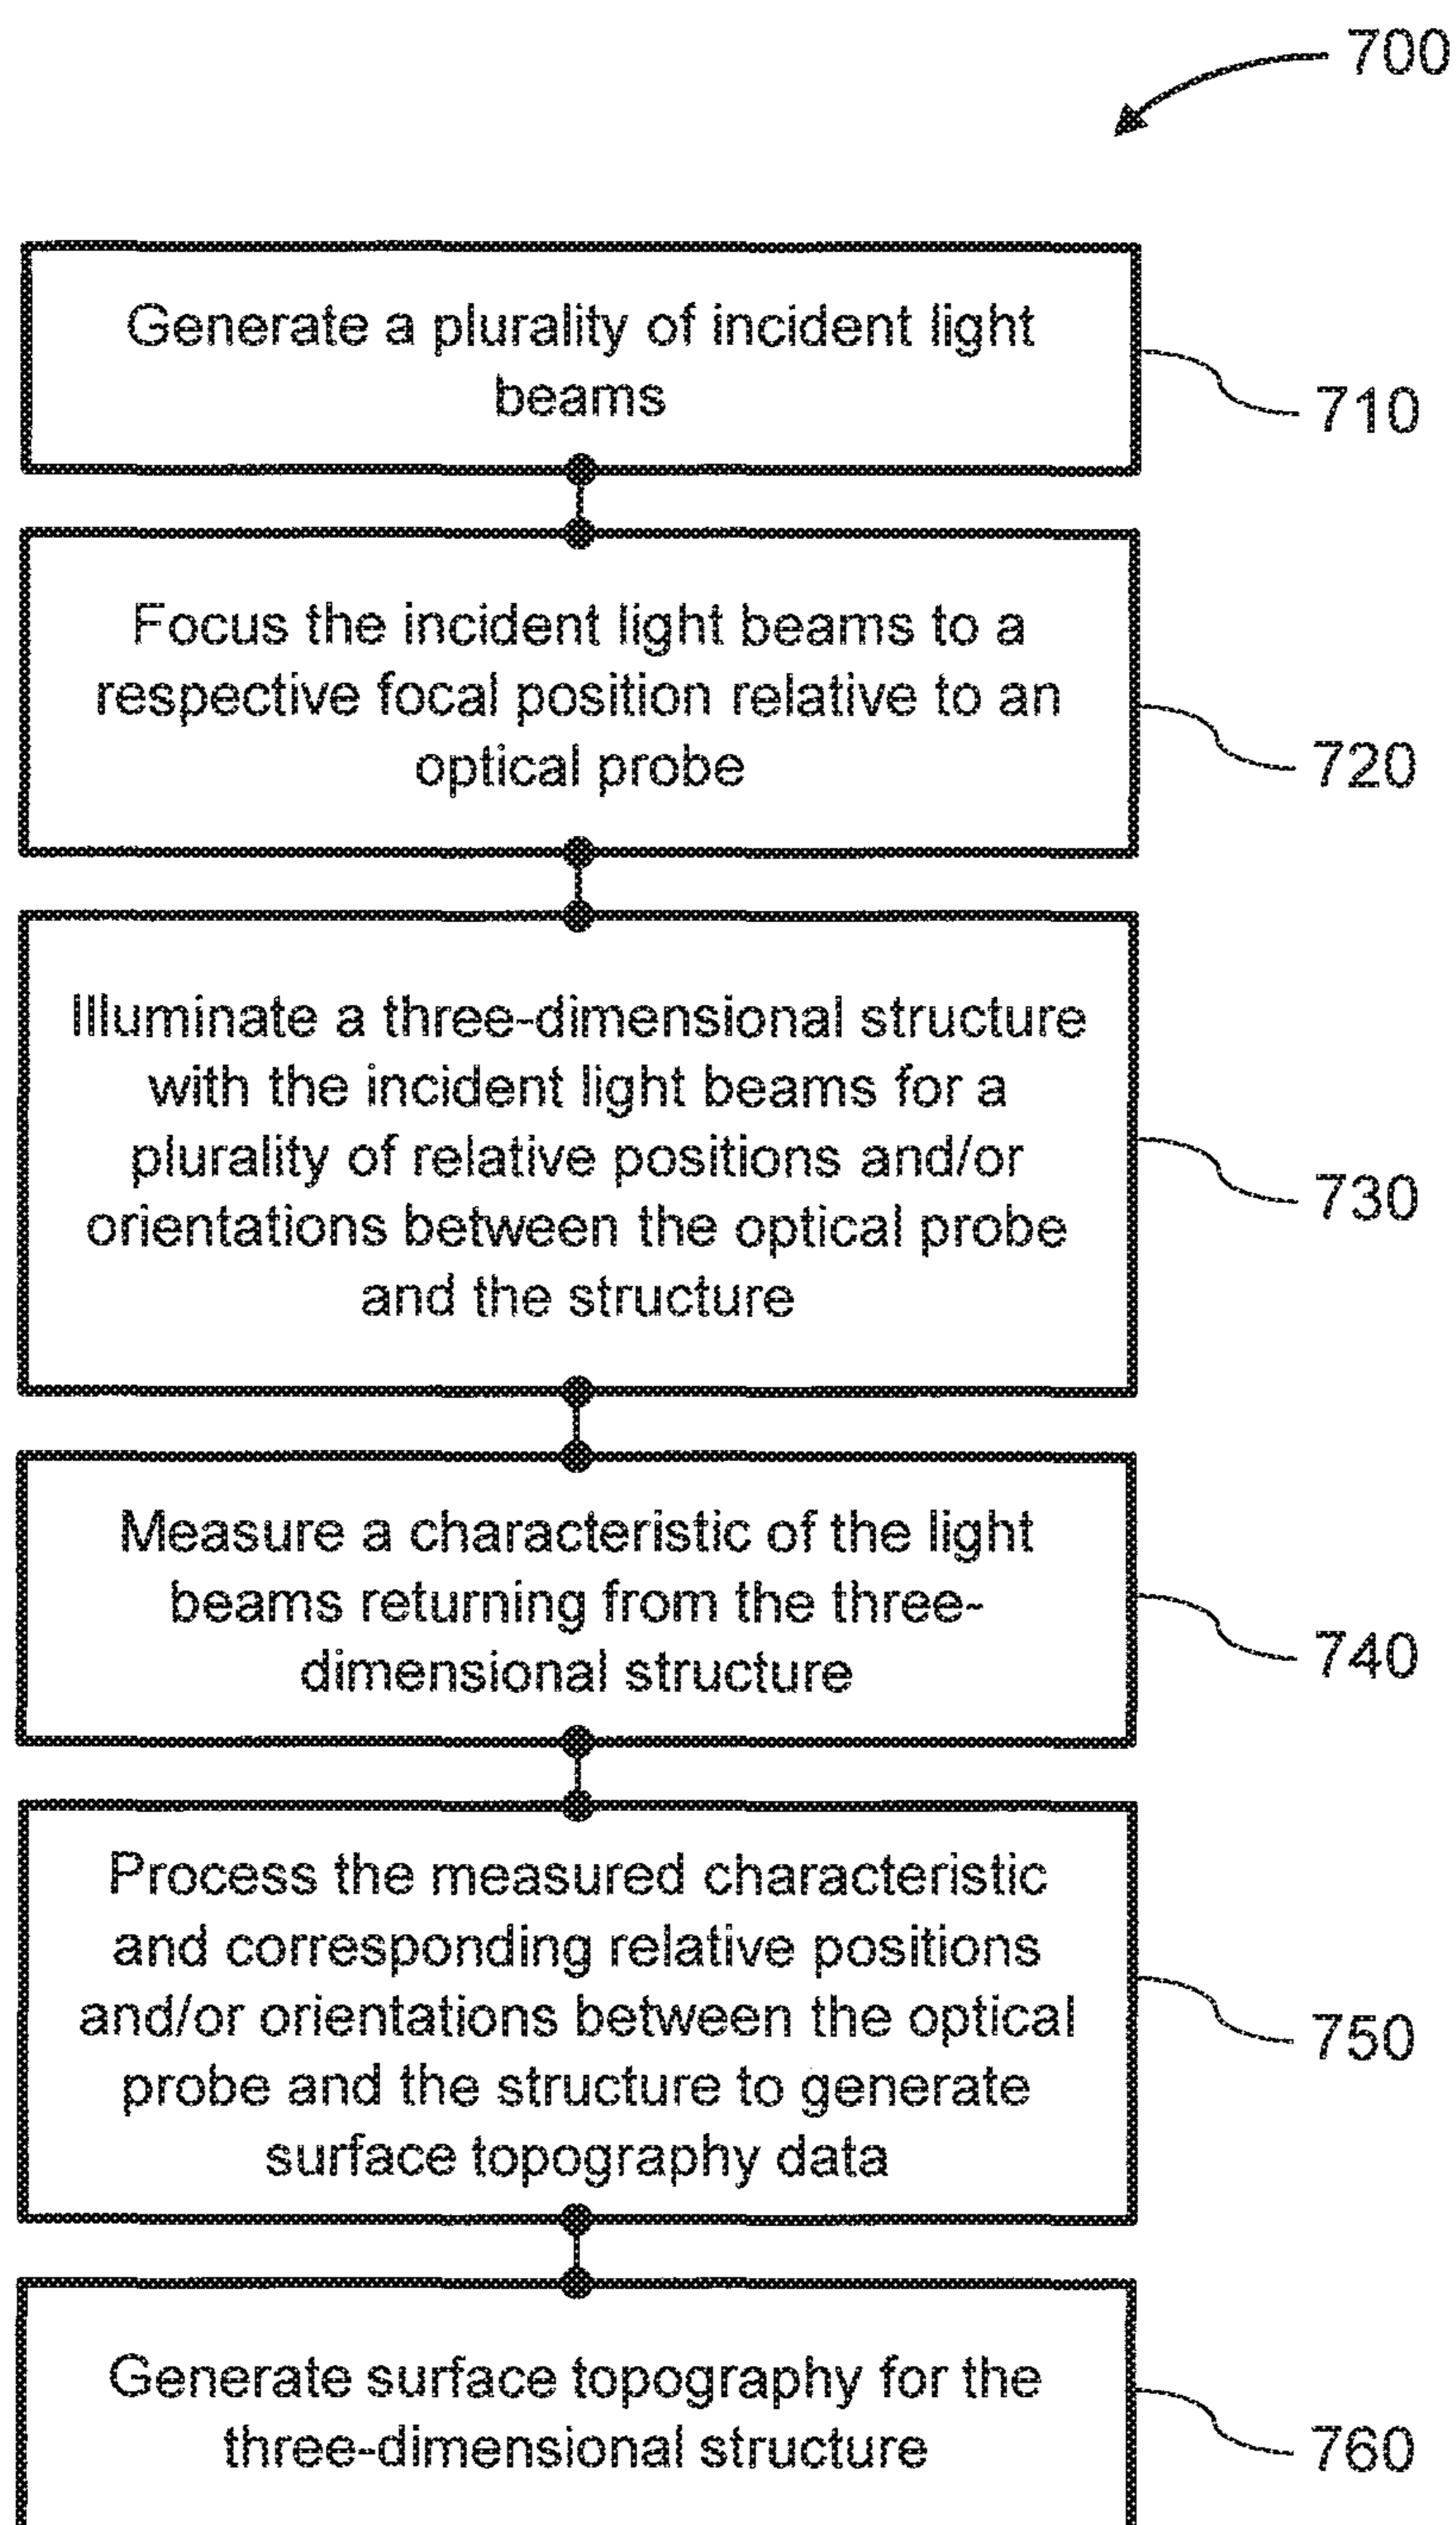 700
Generate a plurality of incident light
beams
710
Focus the incident light beams to a
respective focal position relative to an
optical probe
720
Illuminate a three-dimensional structure
with the incident light beams for a
plurality of relative positions and/or
orientations between the optical probe
and the structure
730
Measure a characteristic of the light
beams returning from the three-
dimensional structure
740
Process the measured characteristic
and corresponding relative positions
and/or orientations between the optical
probe and the structure to generate
surface topography data
750
Generate surface topography for the
three-dimensional structure
760